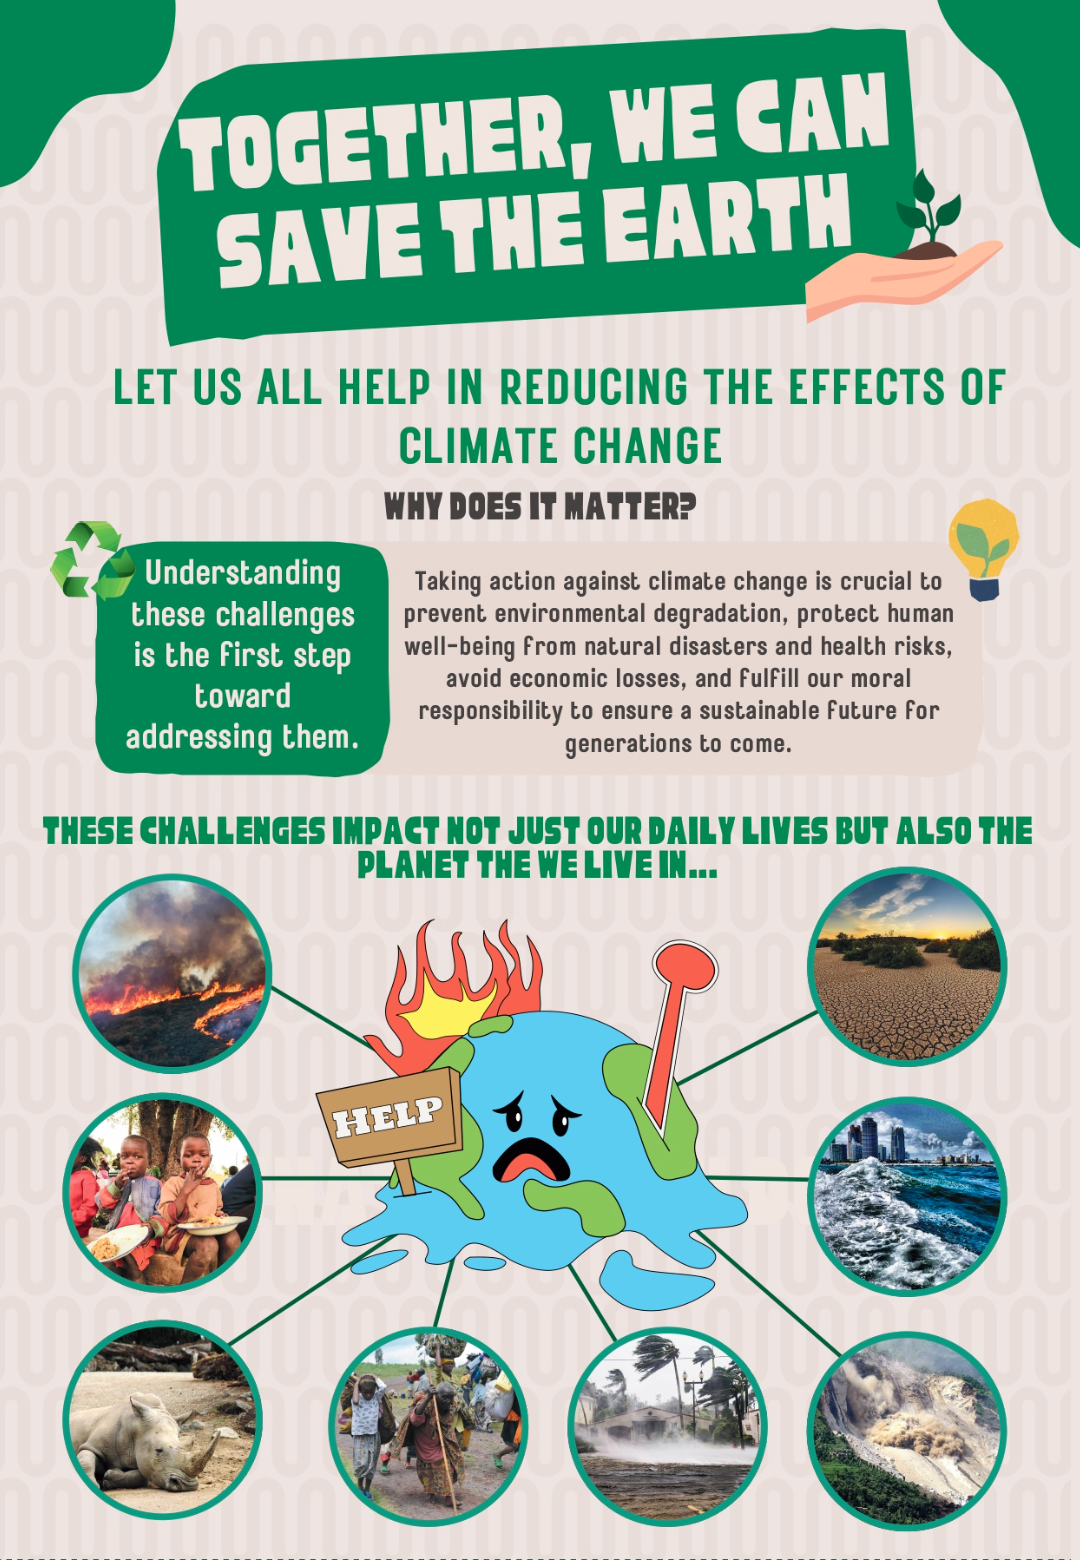 TOGETHER, WE CAN
SAVE THE EARTH
LET US ALL HELP IN REDUCING THE EFFECTS OF
CLIMATE CHANGE
WHY DOES IT MATTER?
Understanding
these challenges
is the first step
toward
addressing them.
Taking action against climate change is crucial to
prevent environmental degradation, protect human
well-being from natural disasters and health risks,
avoid economic losses, and fulfill our moral
responsibility to ensure a sustainable future for
generations to come.
THESE CHALLENGES IMPACT NOT JUST OUR DAILY LIVES BUT ALSO THE
PLANET THE WE LIVE IN...
HELP